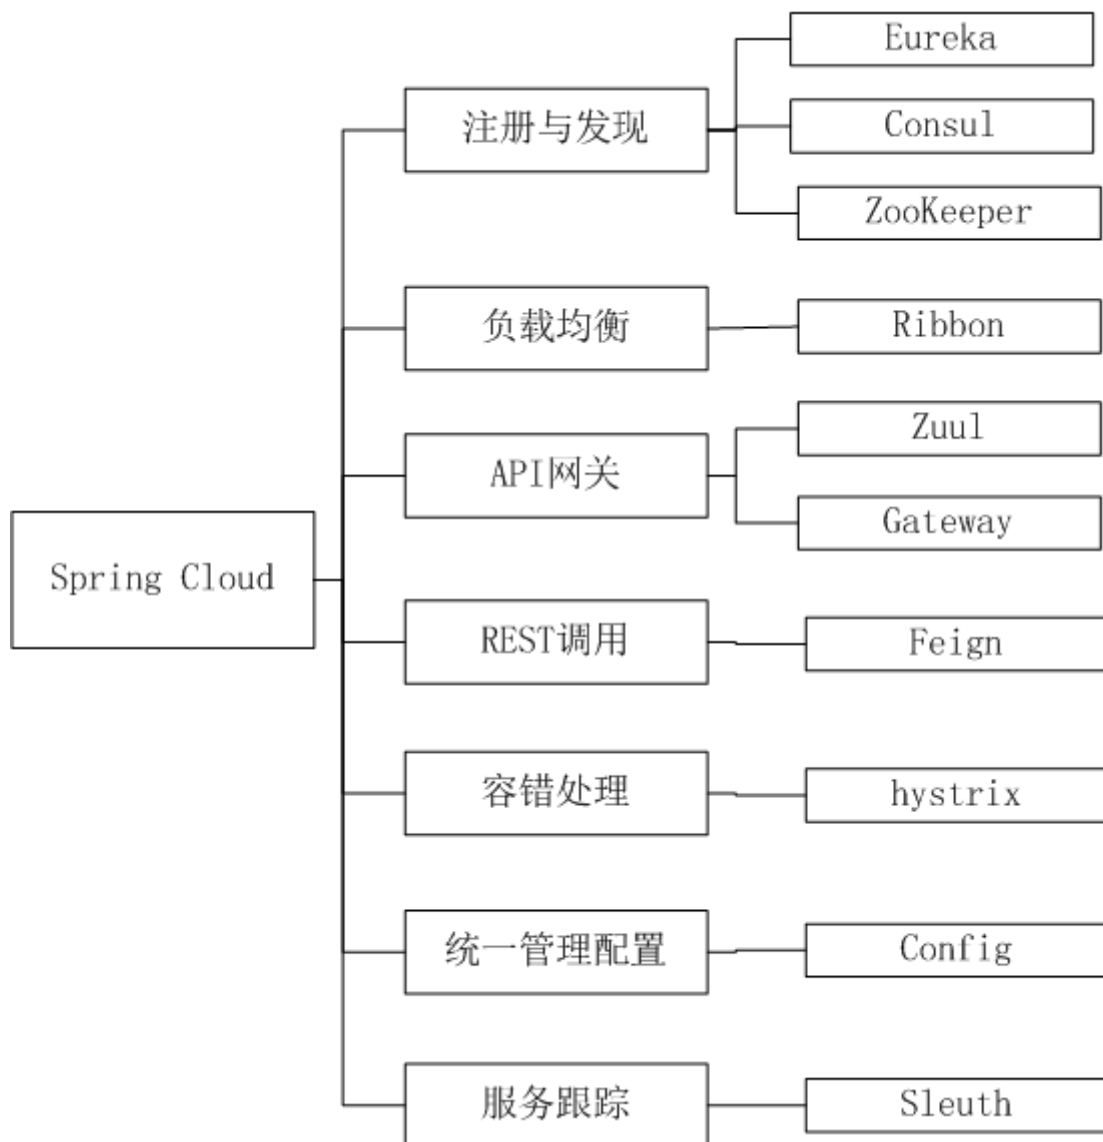 Eureka
注册与发现
Consul
ZooKeeper
负载均衡
Ribbon
Zuul
API网关
Gateway
Spring Cloud
REST调用
Feign
容错处理
hystrix
统一管理配置
Config
服务跟踪
Sleuth